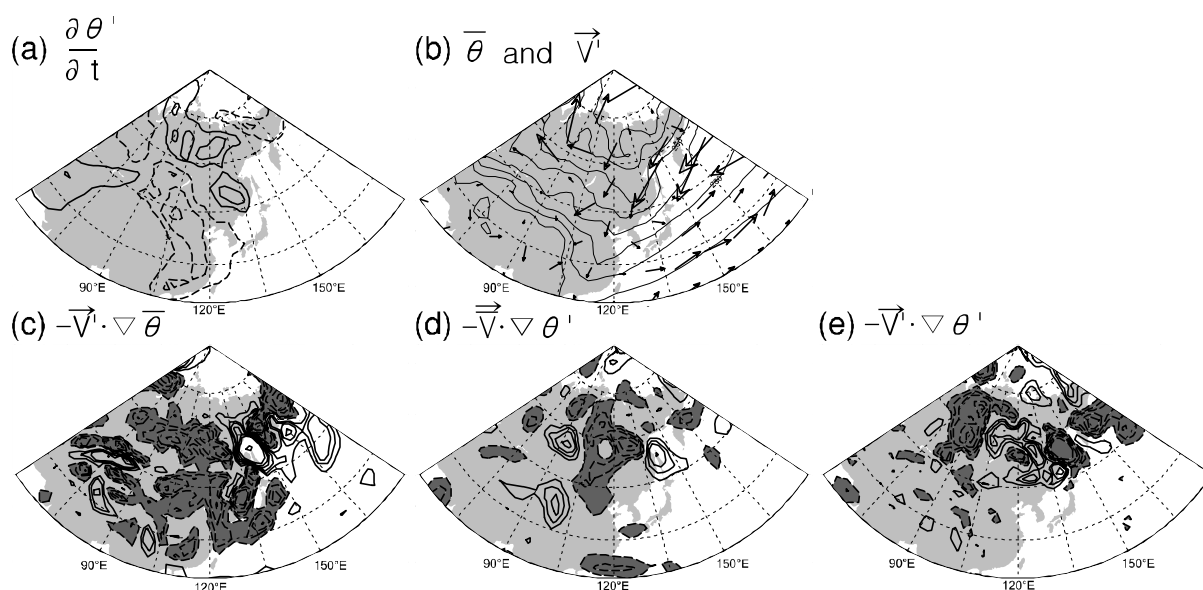 (a) ∂θ' / ∂t
(b) θ̅ and V⃗'
90°E 120°E 150°E
90°E 120°E 150°E
(c) −V⃗'·▽θ̅
(d) −V̅⃗·▽θ'
(e) −V⃗'·▽θ'
90°E 120°E 150°E
90°E 120°E 150°E
90°E 120°E 150°E